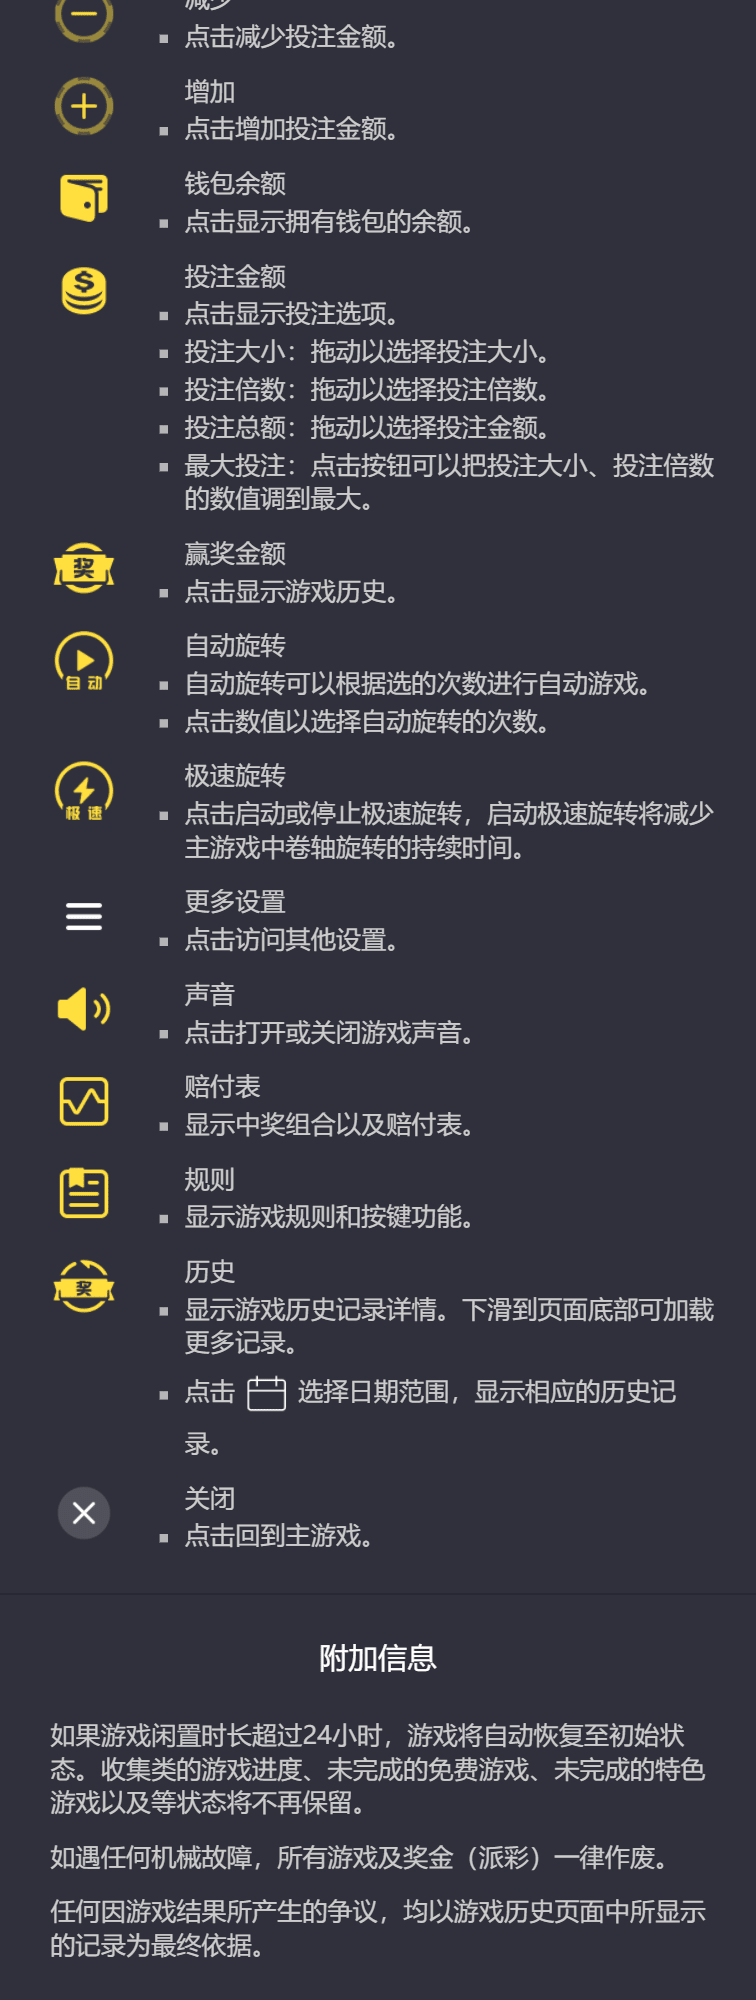 减少
点击减少投注金额。
增加
点击增加投注金额。
钱包余额
点击显示拥有钱包的余额。
投注金额
点击显示投注选项。
投注大小：拖动以选择投注大小。
投注倍数：拖动以选择投注倍数。
投注总额：拖动以选择投注金额。
最大投注：点击按钮可以把投注大小、投注倍数
的数值调到最大。
奖
赢奖金额
点击显示游戏历史。
自动
自动旋转
自动旋转可以根据选的次数进行自动游戏。
点击数值以选择自动旋转的次数。
极速
极速旋转
点击启动或停止极速旋转，启动极速旋转将减少
主游戏中卷轴旋转的持续时间。
更多设置
点击访问其他设置。
声音
点击打开或关闭游戏声音。
赔付表
显示中奖组合以及赔付表。
规则
显示游戏规则和按键功能。
奖
历史
显示游戏历史记录详情。下滑到页面底部可加载
更多记录。
点击 选择日期范围，显示相应的历史记
录。
关闭
点击回到主游戏。
附加信息
如果游戏闲置时长超过24小时，游戏将自动恢复至初始状
态。收集类的游戏进度、未完成的免费游戏、未完成的特色
游戏以及等状态将不再保留。
如遇任何机械故障，所有游戏及奖金（派彩）一律作废。
任何因游戏结果所产生的争议，均以游戏历史页面中所显示
的记录为最终依据。